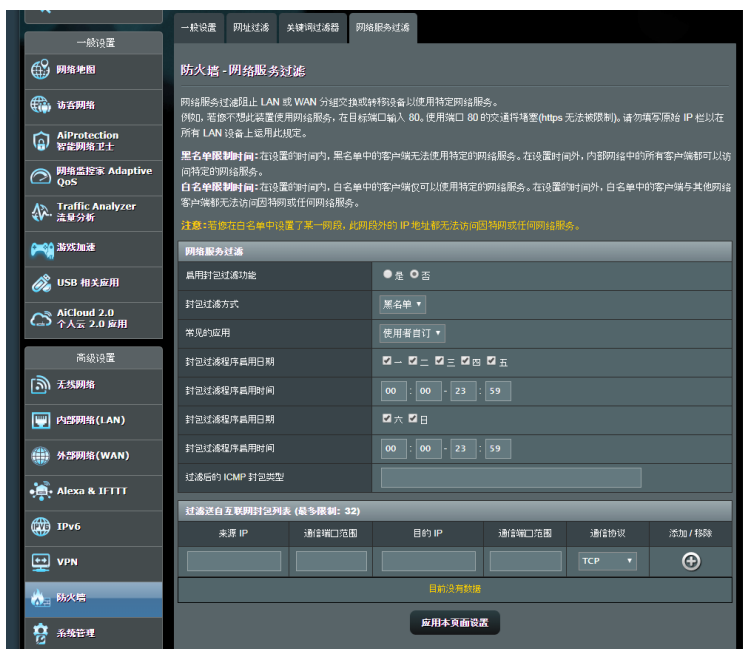 一般设置
网络地图
访客网络
AiProtection
智能网络卫士
网络监控家 Adaptive
QoS
Traffic Analyzer
流量分析
游戏加速
USB 相关应用
AiCloud 2.0
个人云 2.0 应用
高级设置
无线网络
内部网络(LAN)
外部网络(WAN)
Alexa & IFTTT
IPv6
VPN
防火墙
系统管理
一般设置 网址过滤 关键词过滤器 网络服务过滤
防火墙 - 网络服务过滤
网络服务过滤阻止 LAN 或 WAN 分组交换或转移设备以使用特定网络服务。
例如, 若您不想此装置使用网络服务, 在目标端口输入 80。使用端口 80 的交通将堵塞(https 无法被限制)。请勿填写原始 IP 栏以在
所有 LAN 设备上运用此规定。
黑名单限制时间：在设置的时间内, 黑名单中的客户端无法使用特定的网络服务。在设置时间外, 内部网络中的所有客户端都可以访
问特定的网络服务。
白名单限制时间：在设置的时间内, 白名单中的客户端仅可以使用特定的网络服务。在设置的时间外, 白名单中的客户端与其他网络
客户端都无法访问因特网或任何网络服务。
注意：若您在白名单中设置了某一网段, 此网段外的 IP 地址都无法访问因特网或任何网络服务。
网络服务过滤
启用封包过滤功能 是 否
封包过滤方式 黑名单
常见的应用 使用者自订
封包过滤程序启用日期 一 二 三 四 五
封包过滤程序启用时间 00 : 00 - 23 : 59
封包过滤程序启用日期 六 日
封包过滤程序启用时间 00 : 00 - 23 : 59
过滤后的 ICMP 封包类型
过滤送自互联网封包列表 (最多限制: 32)
来源 IP 通信端口范围 目的 IP 通信端口范围 通信协议 添加 / 移除
TCP
目前没有数据
应用本页面设置